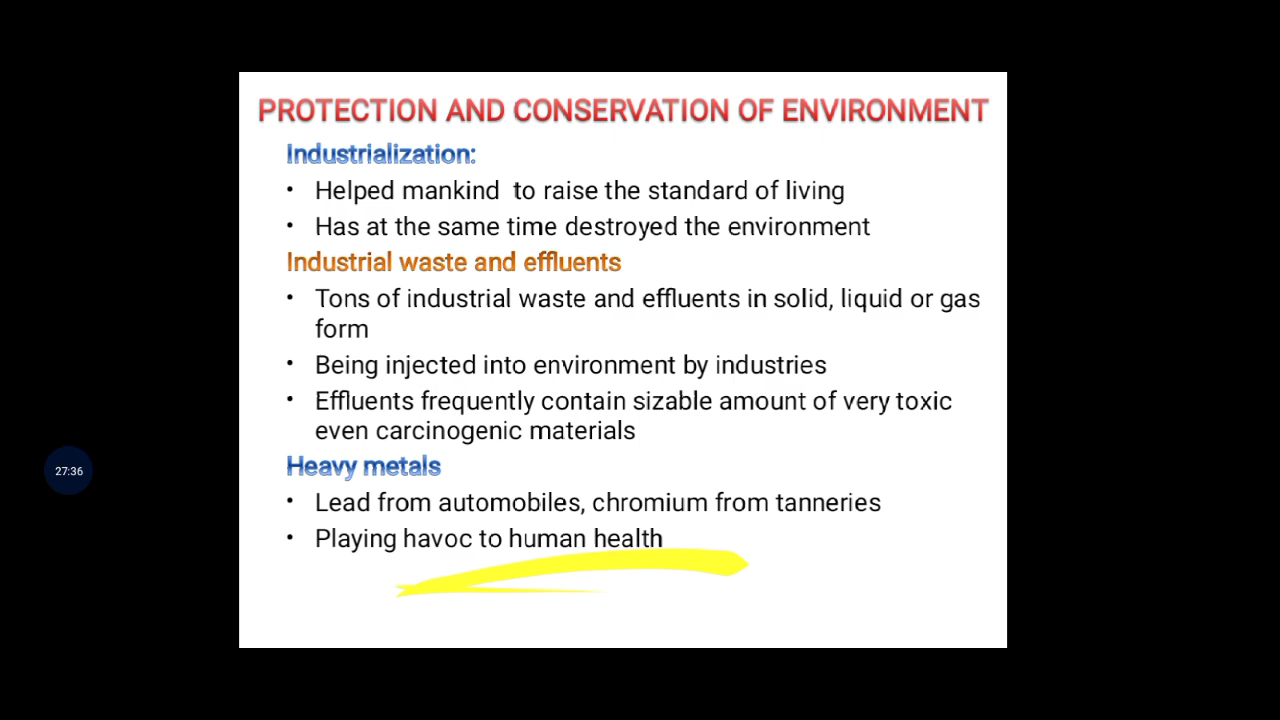 PROTECTION AND CONSERVATION OF ENVIRONMENT
Industrialization:
• Helped mankind to raise the standard of living
• Has at the same time destroyed the environment
Industrial waste and effluents
• Tons of industrial waste and effluents in solid, liquid or gas
form
• Being injected into environment by industries
• Effluents frequently contain sizable amount of very toxic
even carcinogenic materials
Heavy metals
27:36
• Lead from automobiles, chromium from tanneries
• Playing havoc to human health